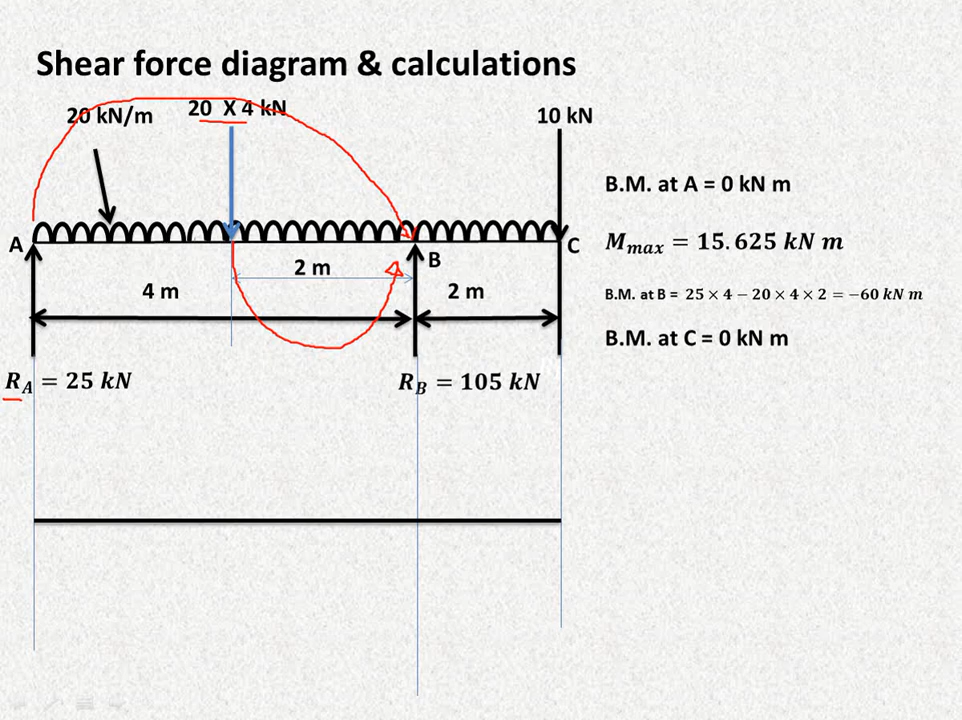 Shear force diagram & calculations
20 kN/m
20 X 4 kN
10 kN
B.M. at A = 0 kN m
A
C
M_max = 15.625 kN m
B
2 m
4 m
2 m
B.M. at B = 25 × 4 − 20 × 4 × 2 = −60 kN m
B.M. at C = 0 kN m
R_A = 25 kN
R_B = 105 kN